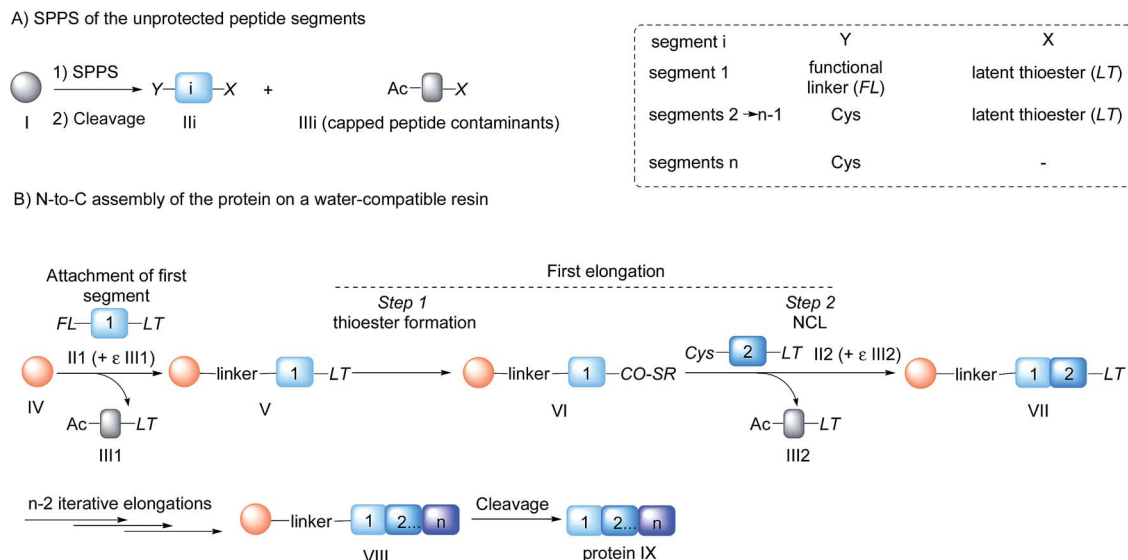 A) SPPS of the unprotected peptide segments
1) SPPS
2) Cleavage
I
Y
i
X
IIi
+
Ac
X
IIIi (capped peptide contaminants)
segment i Y X
segment 1 functional linker (FL) latent thioester (LT)
segments 2 → n-1 Cys latent thioester (LT)
segments n Cys -
B) N-to-C assembly of the protein on a water-compatible resin
Attachment of first
segment
FL 1 LT
II1 (+ ε III1)
IV
Ac LT
III1
linker 1 LT
V
First elongation
Step 1
thioester formation
linker 1 CO-SR
VI
Step 2
NCL
Cys 2 LT II2 (+ ε III2)
Ac LT
III2
linker 1 2 LT
VII
n-2 iterative elongations
linker 1 2... n
VIII
Cleavage
1 2... n
protein IX